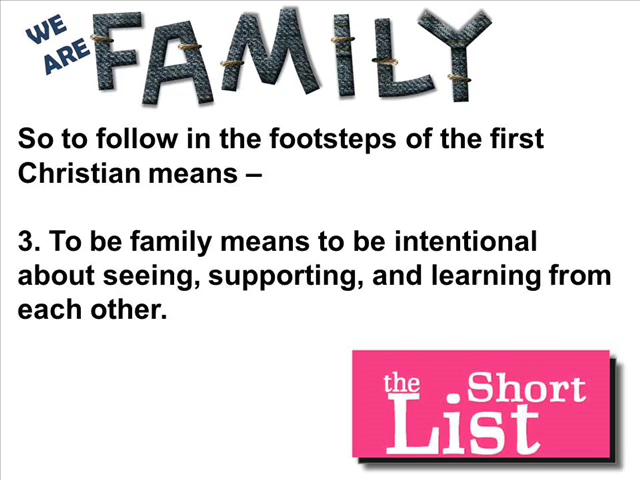 WE
ARE
FAMILY
So to follow in the footsteps of the first
Christian means –
3. To be family means to be intentional
about seeing, supporting, and learning from
each other.
the Short
List